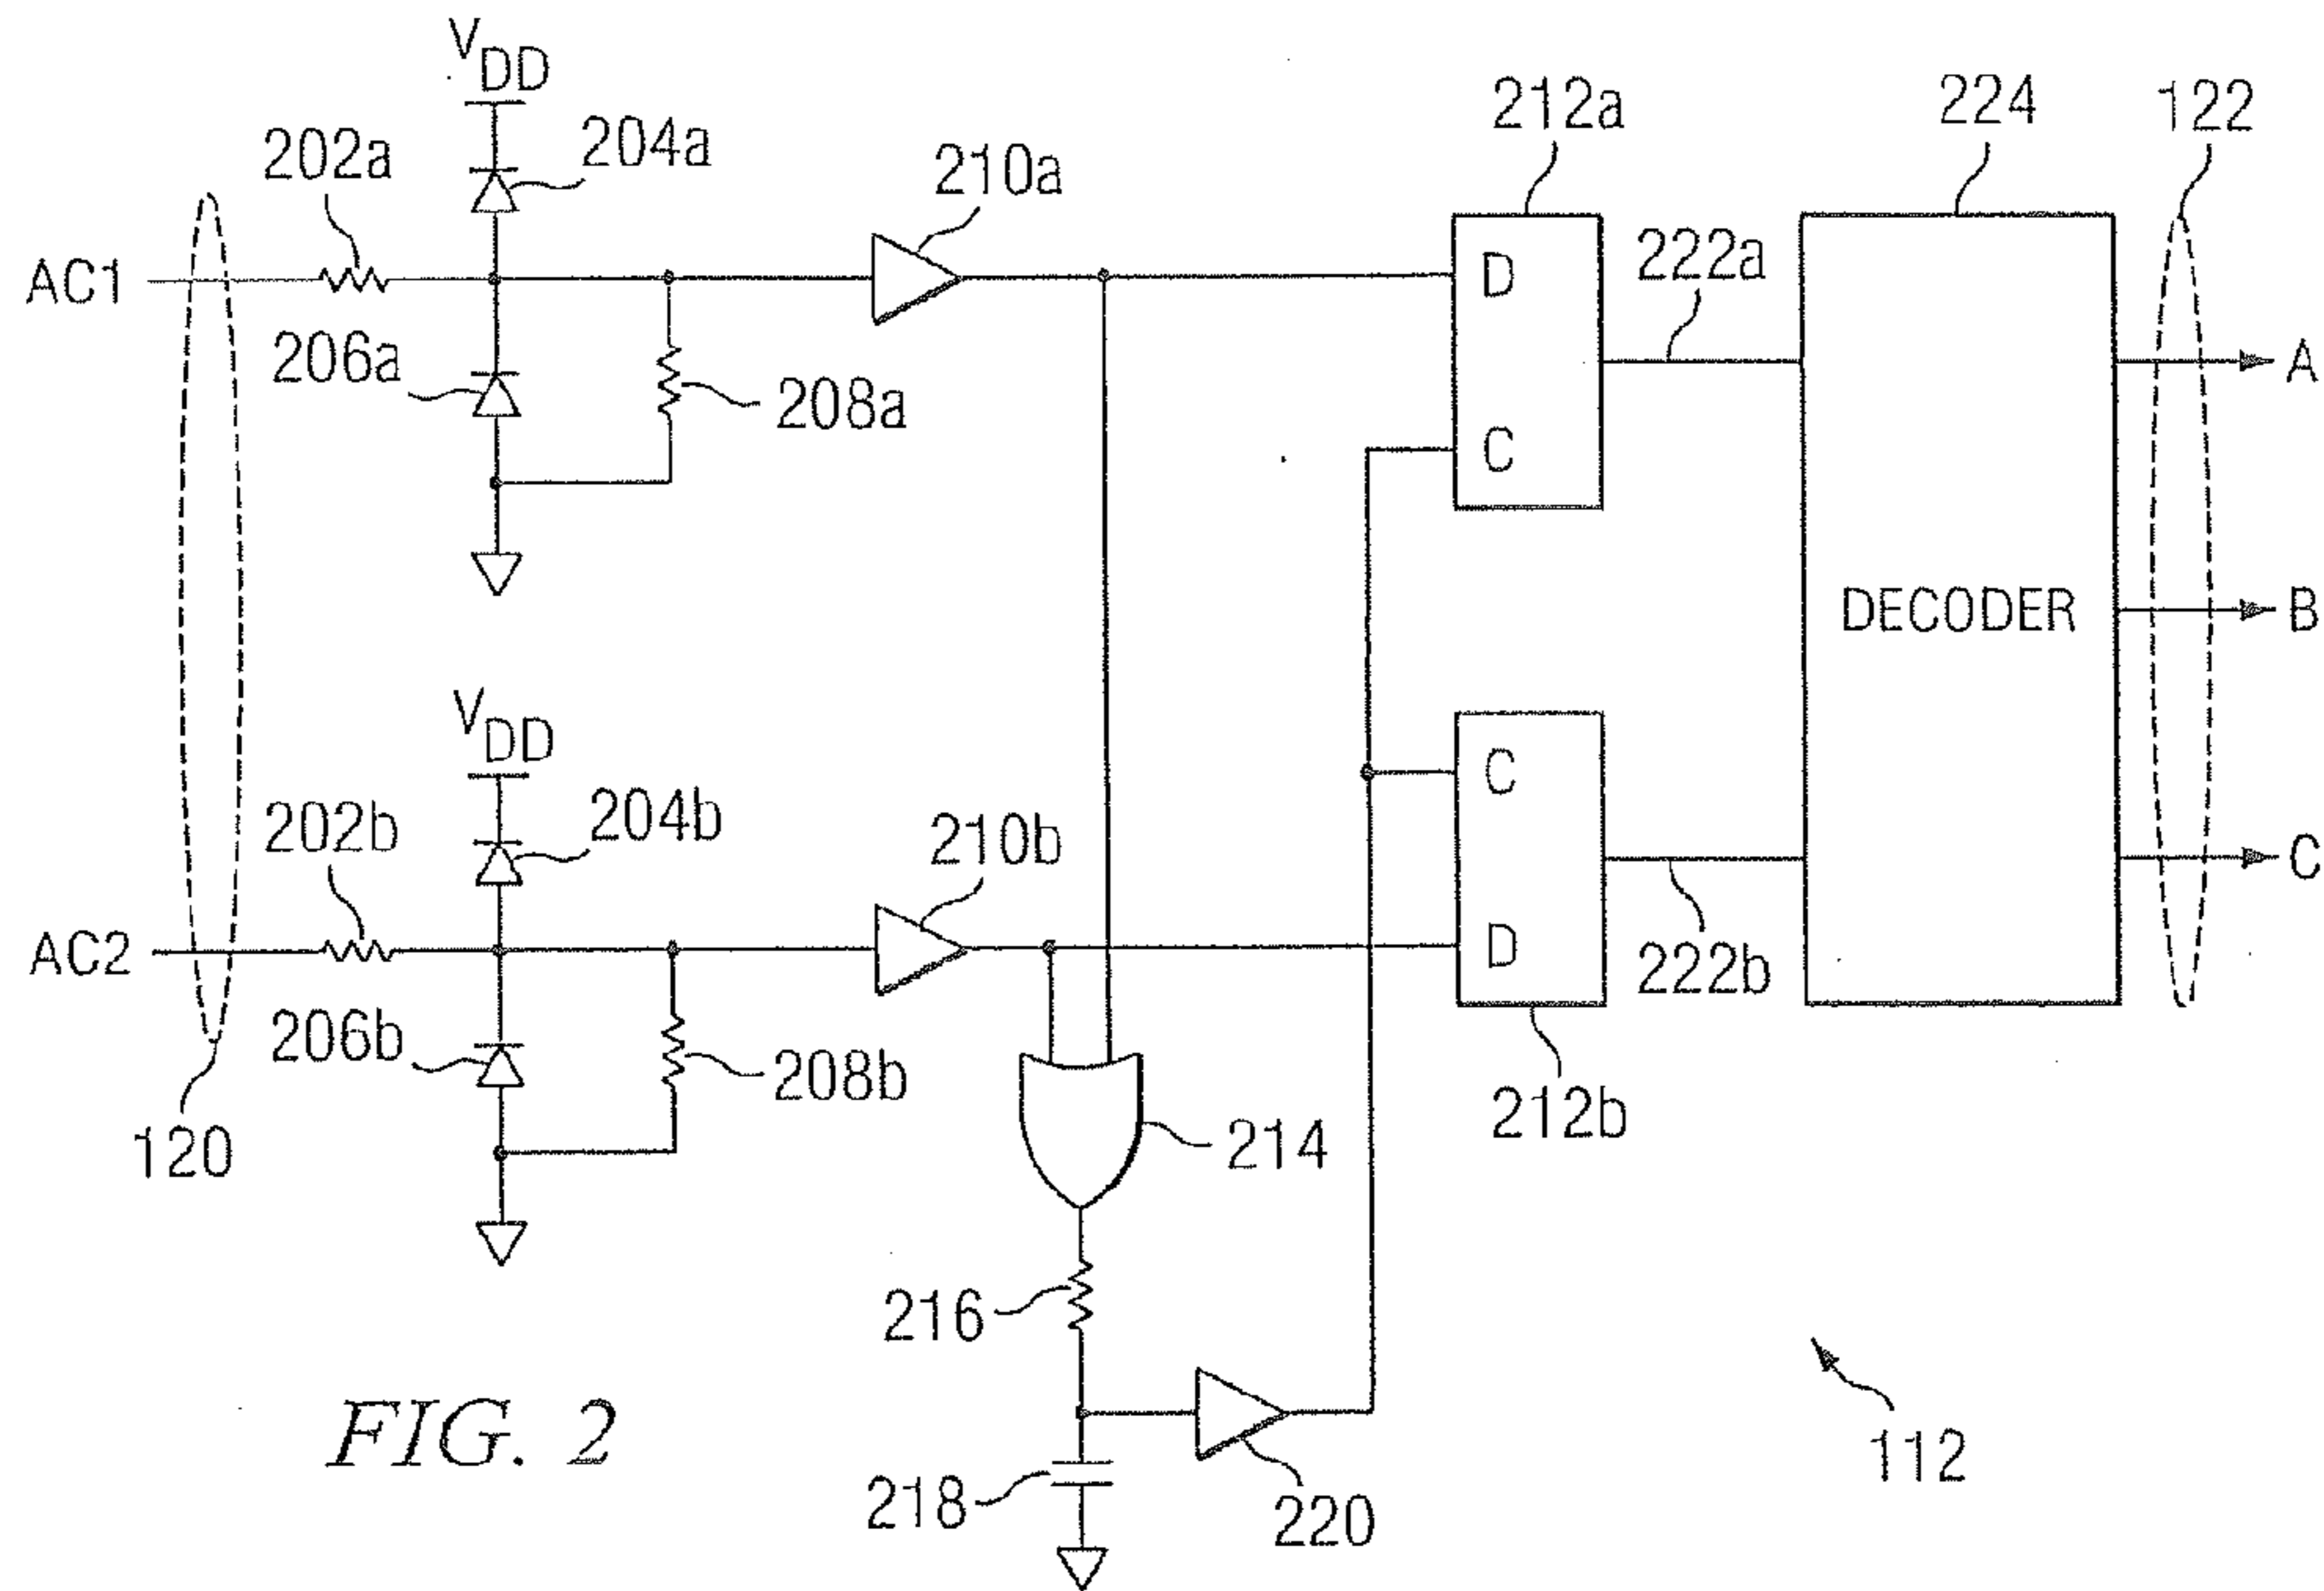 VDD
212a
224
122
202a
204a
210a
AC1
D
222a
A
206a
208a
C
VDD
DECODER
B
202b
204b
210b
C
C
AC2
D
222b
206b
208b
120
214
212b
216
FIG. 2
218
220
112